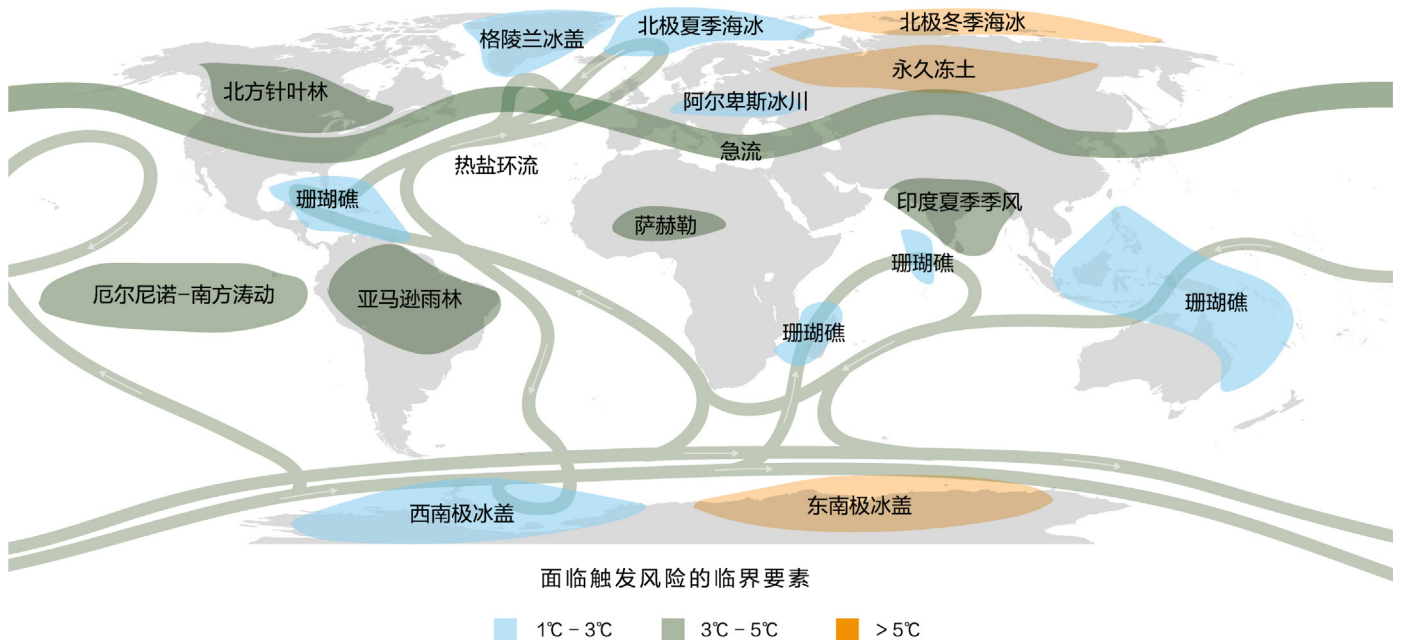 格陵兰冰盖
北极夏季海冰
北极冬季海冰
永久冻土
北方针叶林
阿尔卑斯冰川
急流
热盐环流
珊瑚礁
萨赫勒
印度夏季季风
珊瑚礁
厄尔尼诺-南方涛动
亚马逊雨林
珊瑚礁
珊瑚礁
西南极冰盖
东南极冰盖
面临触发风险的临界要素
1℃-3℃
3℃-5℃
>5℃